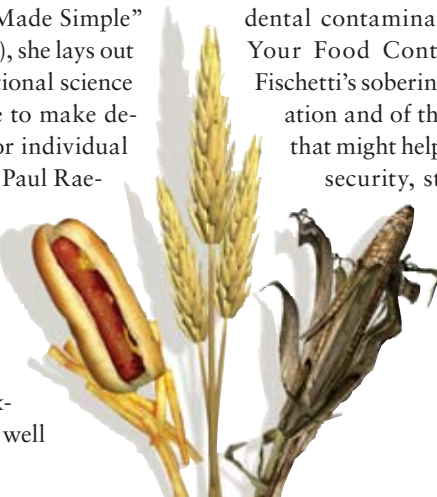 Made Simple”
), she lays out
tional science
e to make de-
or individual
Paul Rae-
k-
well
dental contamina
Your Food Cont
Fischetti’s soberin
ation and of th
that might help
security, st